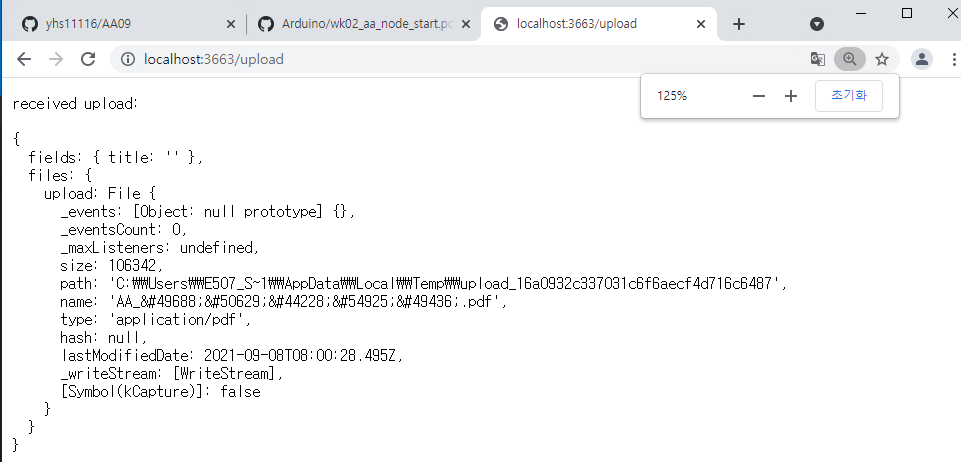 yhs11116/AA09
Arduino/wk02_aa_node_start.p
localhost:3663/upload
localhost:3663/upload
125%
초기화
received upload:
{
fields: { title: '' },
files: {
upload: File {
_events: [Object: null prototype] {},
_eventsCount: 0,
_maxListeners: undefined,
size: 106342,
path: 'C:₩₩Users₩₩E507_S~1₩₩AppData₩₩Local₩₩Temp₩₩upload_16a0932c337031c6f6aecf4d716c6487',
name: 'AA_&#49688;&#50629;&#44228;&#54925;&#49436;.pdf',
type: 'application/pdf',
hash: null,
lastModifiedDate: 2021-09-08T08:00:28.495Z,
_writeStream: [WriteStream],
[Symbol(kCapture)]: false
}
}
}